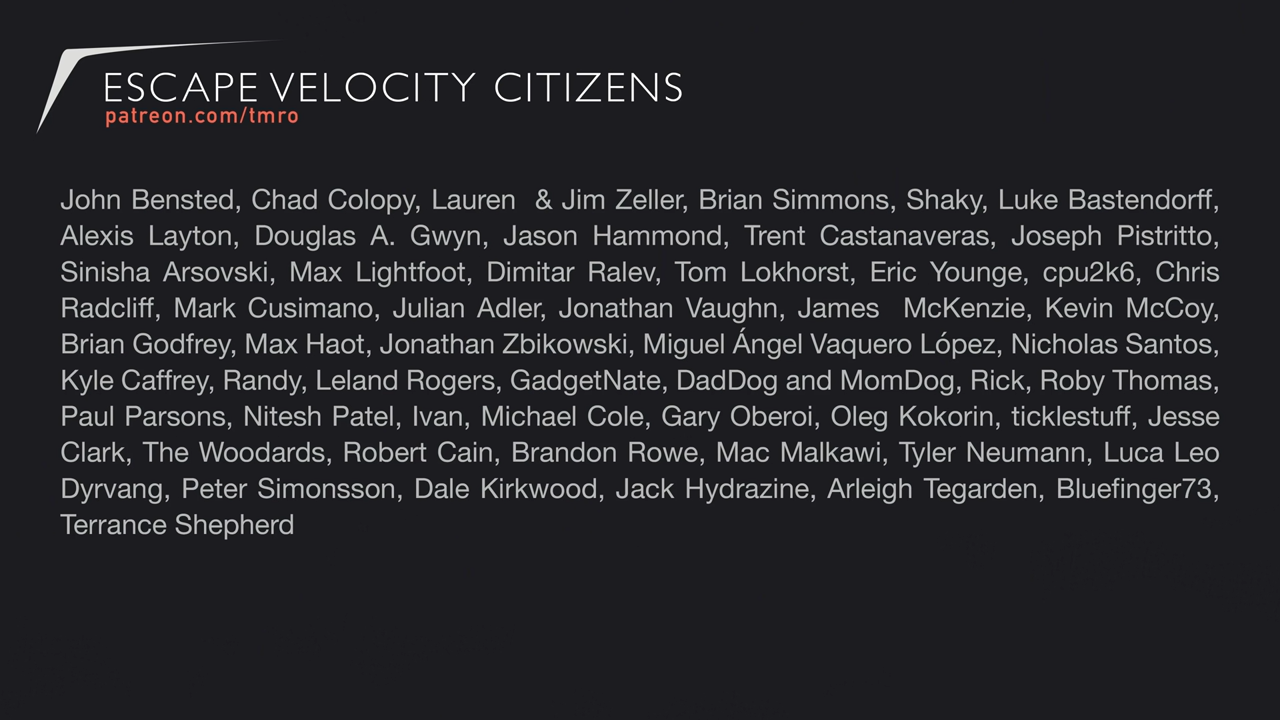 ESCAPE VELOCITY CITIZENS
patreon.com/tmro
John Bensted, Chad Colopy, Lauren & Jim Zeller, Brian Simmons, Shaky, Luke Bastendorff,
Alexis Layton, Douglas A. Gwyn, Jason Hammond, Trent Castanaveras, Joseph Pistritto,
Sinisha Arsovski, Max Lightfoot, Dimitar Ralev, Tom Lokhorst, Eric Younge, cpu2k6, Chris
Radcliff, Mark Cusimano, Julian Adler, Jonathan Vaughn, James McKenzie, Kevin McCoy,
Brian Godfrey, Max Haot, Jonathan Zbikowski, Miguel Ángel Vaquero López, Nicholas Santos,
Kyle Caffrey, Randy, Leland Rogers, GadgetNate, DadDog and MomDog, Rick, Roby Thomas,
Paul Parsons, Nitesh Patel, Ivan, Michael Cole, Gary Oberoi, Oleg Kokorin, ticklestuff, Jesse
Clark, The Woodards, Robert Cain, Brandon Rowe, Mac Malkawi, Tyler Neumann, Luca Leo
Dyrvang, Peter Simonsson, Dale Kirkwood, Jack Hydrazine, Arleigh Tegarden, Bluefinger73,
Terrance Shepherd